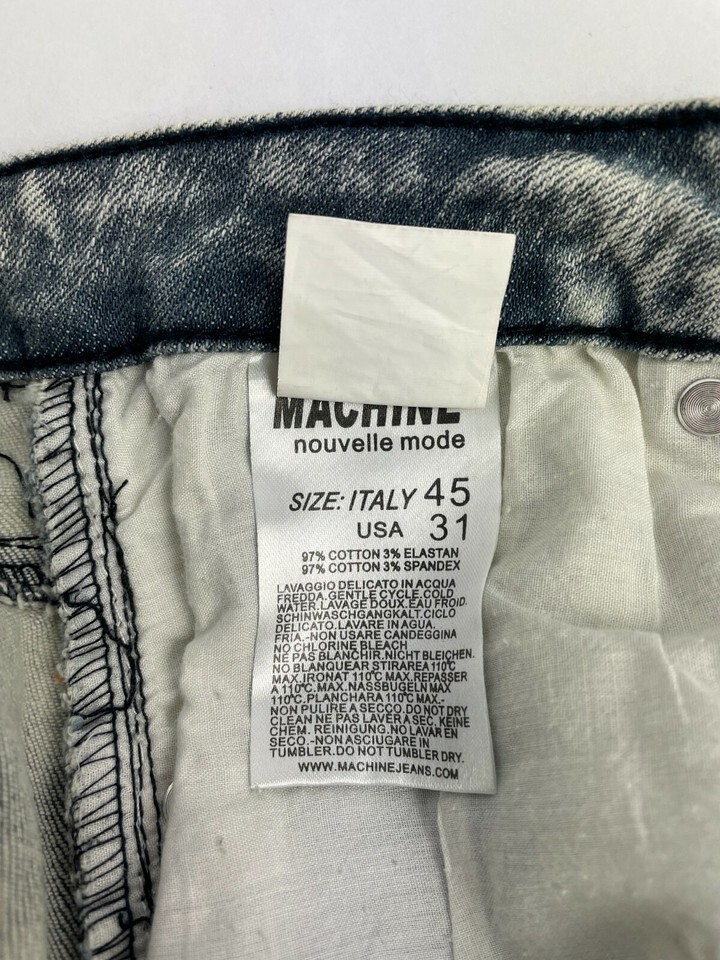 MACHINE
nouvelle mode
SIZE: ITALY 45
USA 31
97% COTTON 3% ELASTAN
97% COTTON 3% SPANDEX
LAVAGGIO DELICATO IN ACQUA
FREDDA.GENTLE CYCLE.COLD
WATER.LAVAGE DOUX.EAU FROID.
SCHINWASCHGANGKALT.CICLO
DELICATO.LAVARE IN AGUA.
FRIA.-NON USARE CANDEGGINA
NO CHLORINE BLEACH
NE PAS BLANCHIR.NICHT BLEICHEN.
NO BLANQUEAR STIRAREA 110℃
MAX.IRONAT 110℃ MAX.REPASSER
A 110℃.MAX.NASSBUGELN MAX
110℃.PLANCHARA 110℃ MAX.-
NON PULIRE A SECCO.DO NOT DRY
CLEAN NE PAS LAVER A SEC. KEINE
CHEM. REINIGUNG.NO LAVAR EN
SECO.-NON ASCIUGARE IN
TUMBLER.DO NOT TUMBLER DRY.
WWW.MACHINEJEANS.COM